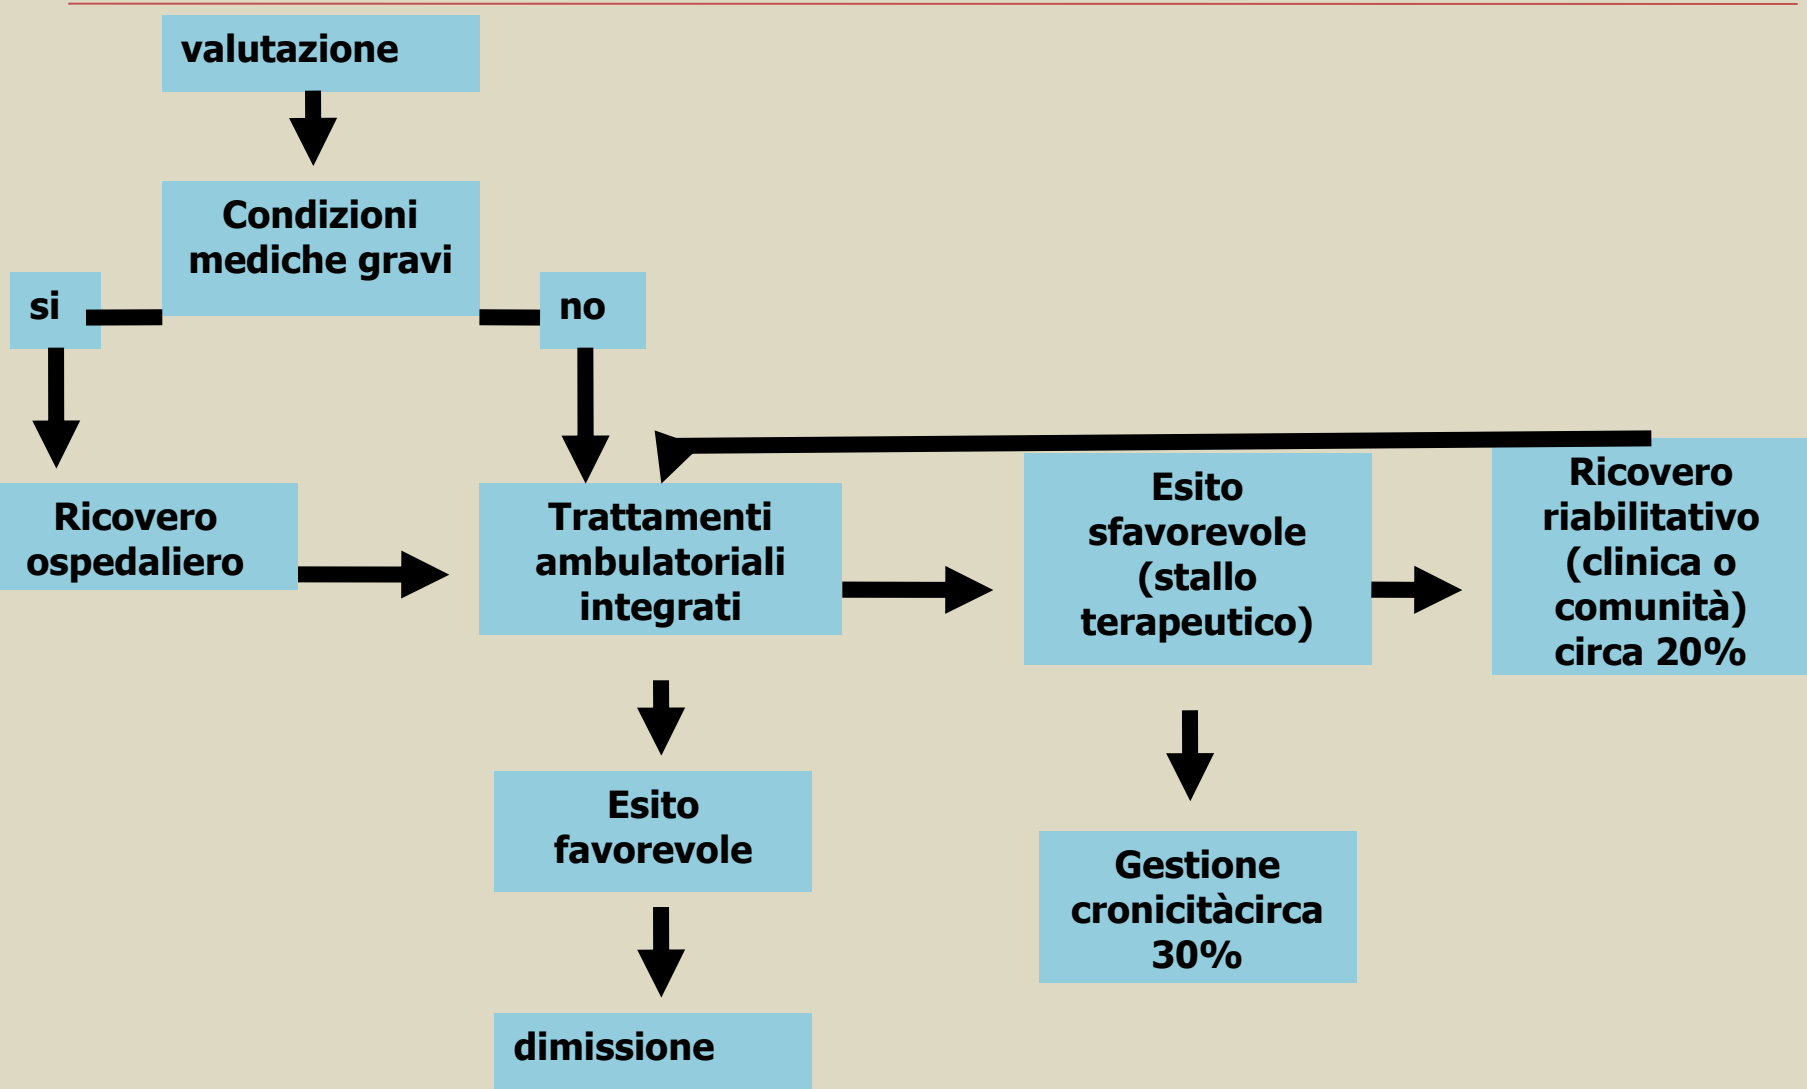 valutazione
Condizioni
mediche gravi
si
no
Ricovero
ospedaliero
Trattamenti
ambulatoriali
integrati
Esito
sfavorevole
(stallo
terapeutico)
Ricovero
riabilitativo
(clinica o
comunità)
circa 20%
Esito
favorevole
Gestione
cronicitàcirca
30%
dimissione